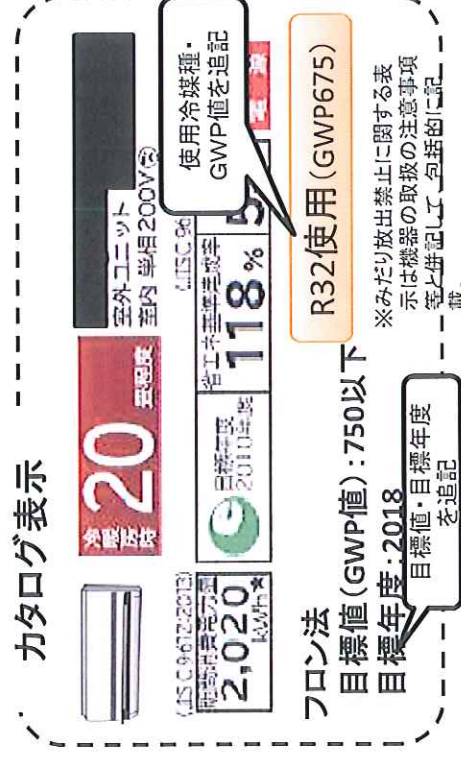 カタログ表示
冷暖房時
20
畳程度
室外ユニット
室内 単相200V
使用冷媒種・
GWP値を追記
(JIS C 9612:2013)
期間消費電力量
2,020
kWh*
目標年度
2010年度
省エネ基準達成率
118%
フロン法
目標値(GWP値):750以下
目標年度:2018
R32使用(GWP675)
目標値・目標年度
を追記
※みだり放出禁止に関する表
示は機器の取扱の注意事項
等と併記して、包括的に記
載。